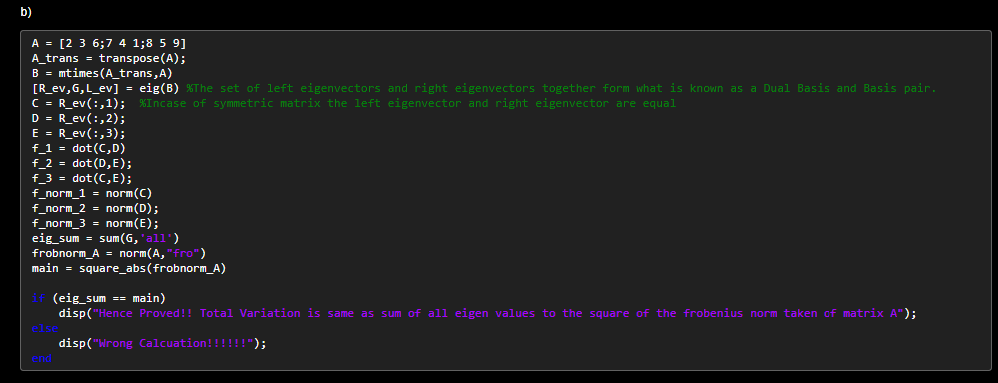 b)
A = [2 3 6;7 4 1;8 5 9]
A_trans = transpose(A);
B = mtimes(A_trans,A)
[R_ev,G,L_ev] = eig(B) %The set of left eigenvectors and right eigenvectors together form what is known as a Dual Basis and Basis pair.
C = R_ev(:,1);  %Incase of symmetric matrix the left eigenvector and right eigenvector are equal
D = R_ev(:,2);
E = R_ev(:,3);
f_1 = dot(C,D)
f_2 = dot(D,E);
f_3 = dot(C,E);
f_norm_1 = norm(C)
f_norm_2 = norm(D);
f_norm_3 = norm(E);
eig_sum = sum(G,'all')
frobnorm_A = norm(A,"fro")
main = square_abs(frobnorm_A)
if (eig_sum == main)
disp("Hence Proved!! Total Variation is same as sum of all eigen values to the square of the frobenius norm taken of matrix A");
else
disp("Wrong Calcuation!!!!!!");
end